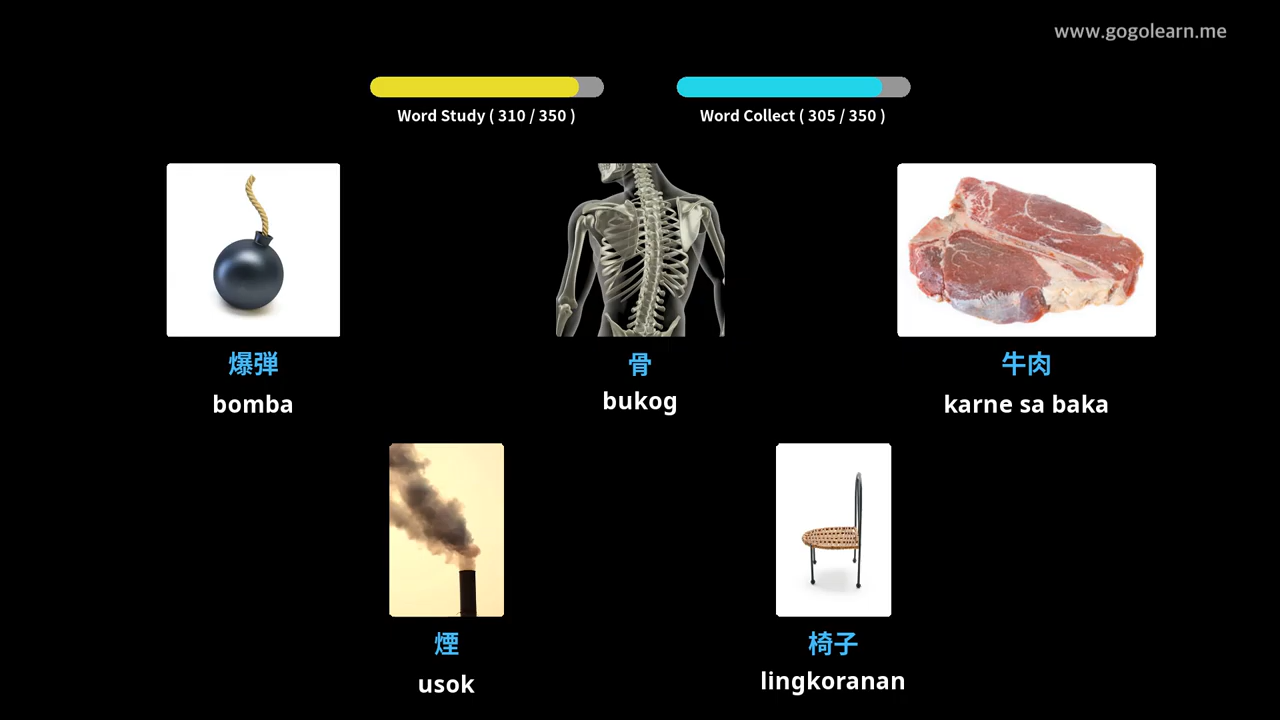 www.gogolearn.me
Word Study ( 310 / 350 )
Word Collect ( 305 / 350 )
爆弾
bomba
骨
bukog
牛肉
karne sa baka
煙
usok
椅子
lingkoranan